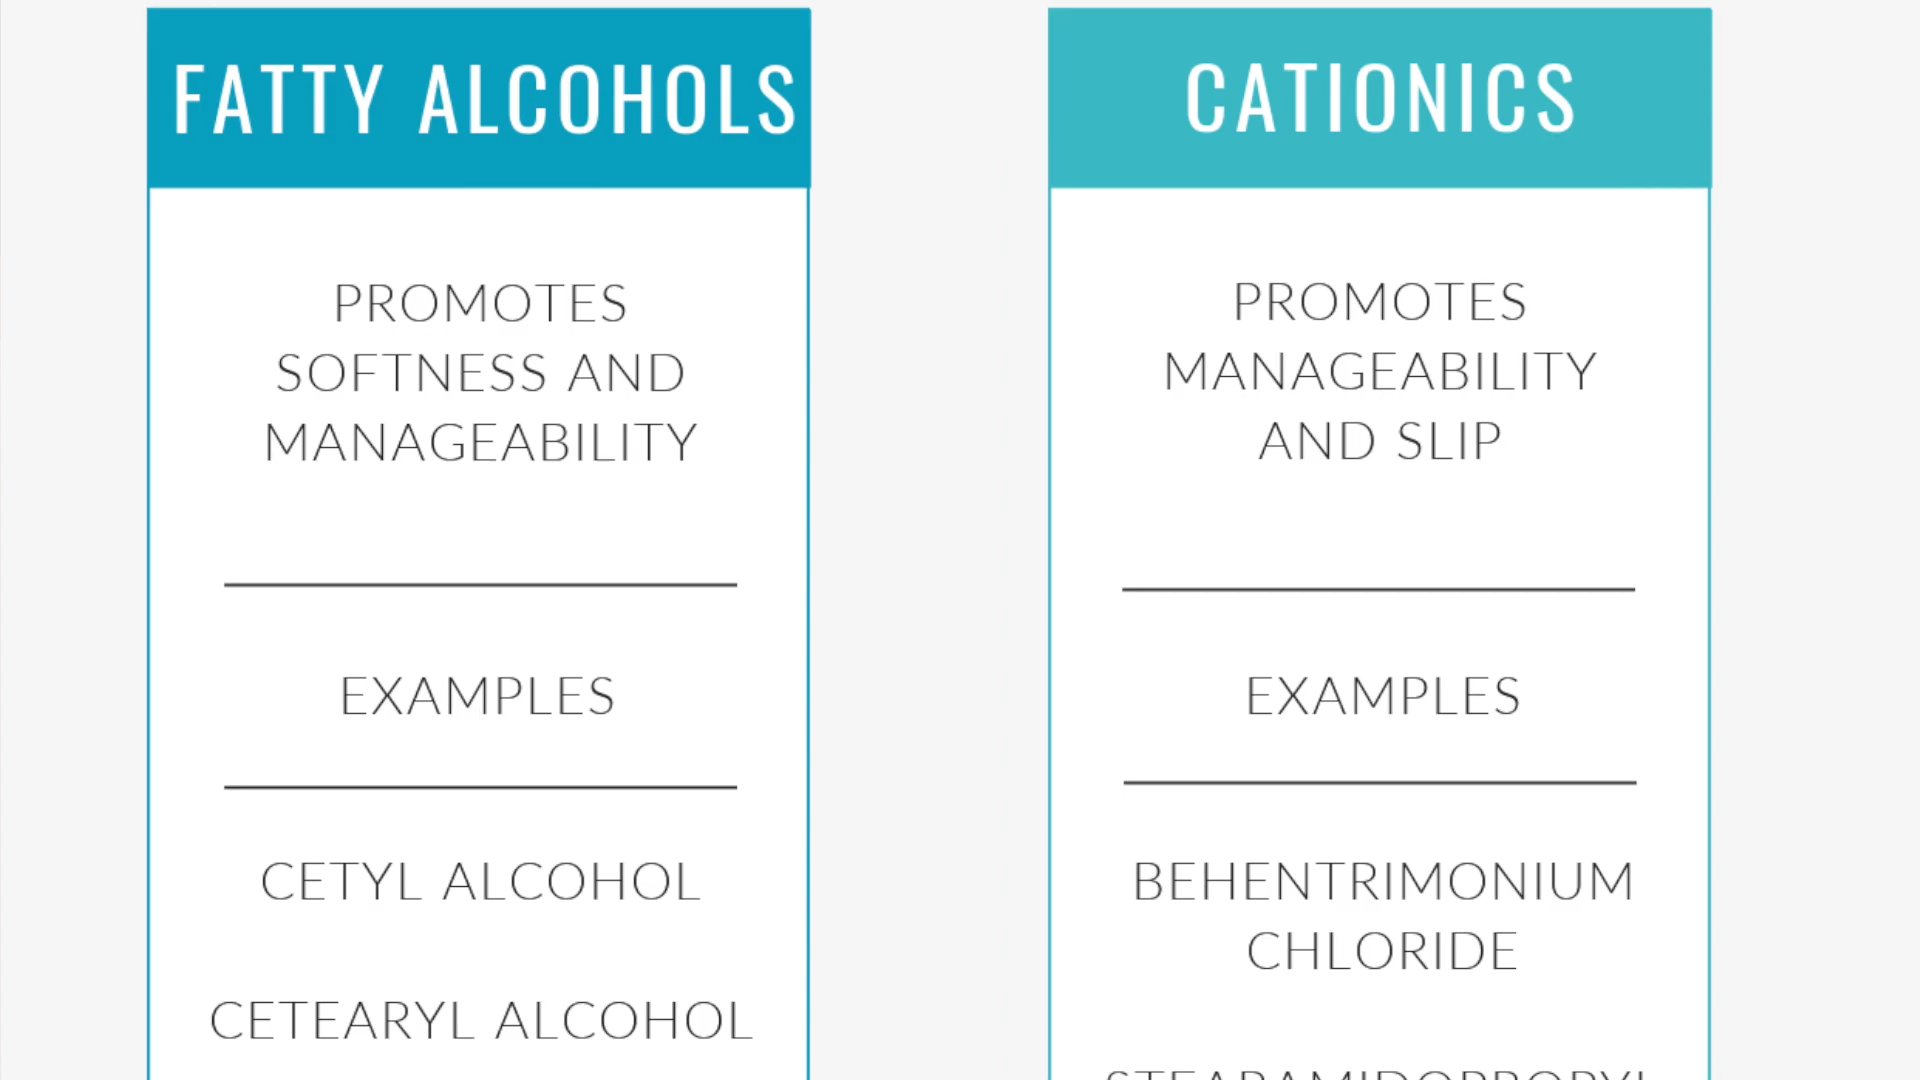 FATTY ALCOHOLS
PROMOTES
SOFTNESS AND
MANAGEABILITY
EXAMPLES
CETYL ALCOHOL
CETEARYL ALCOHOL
CATIONICS
PROMOTES
MANAGEABILITY
AND SLIP
EXAMPLES
BEHENTRIMONIUM
CHLORIDE